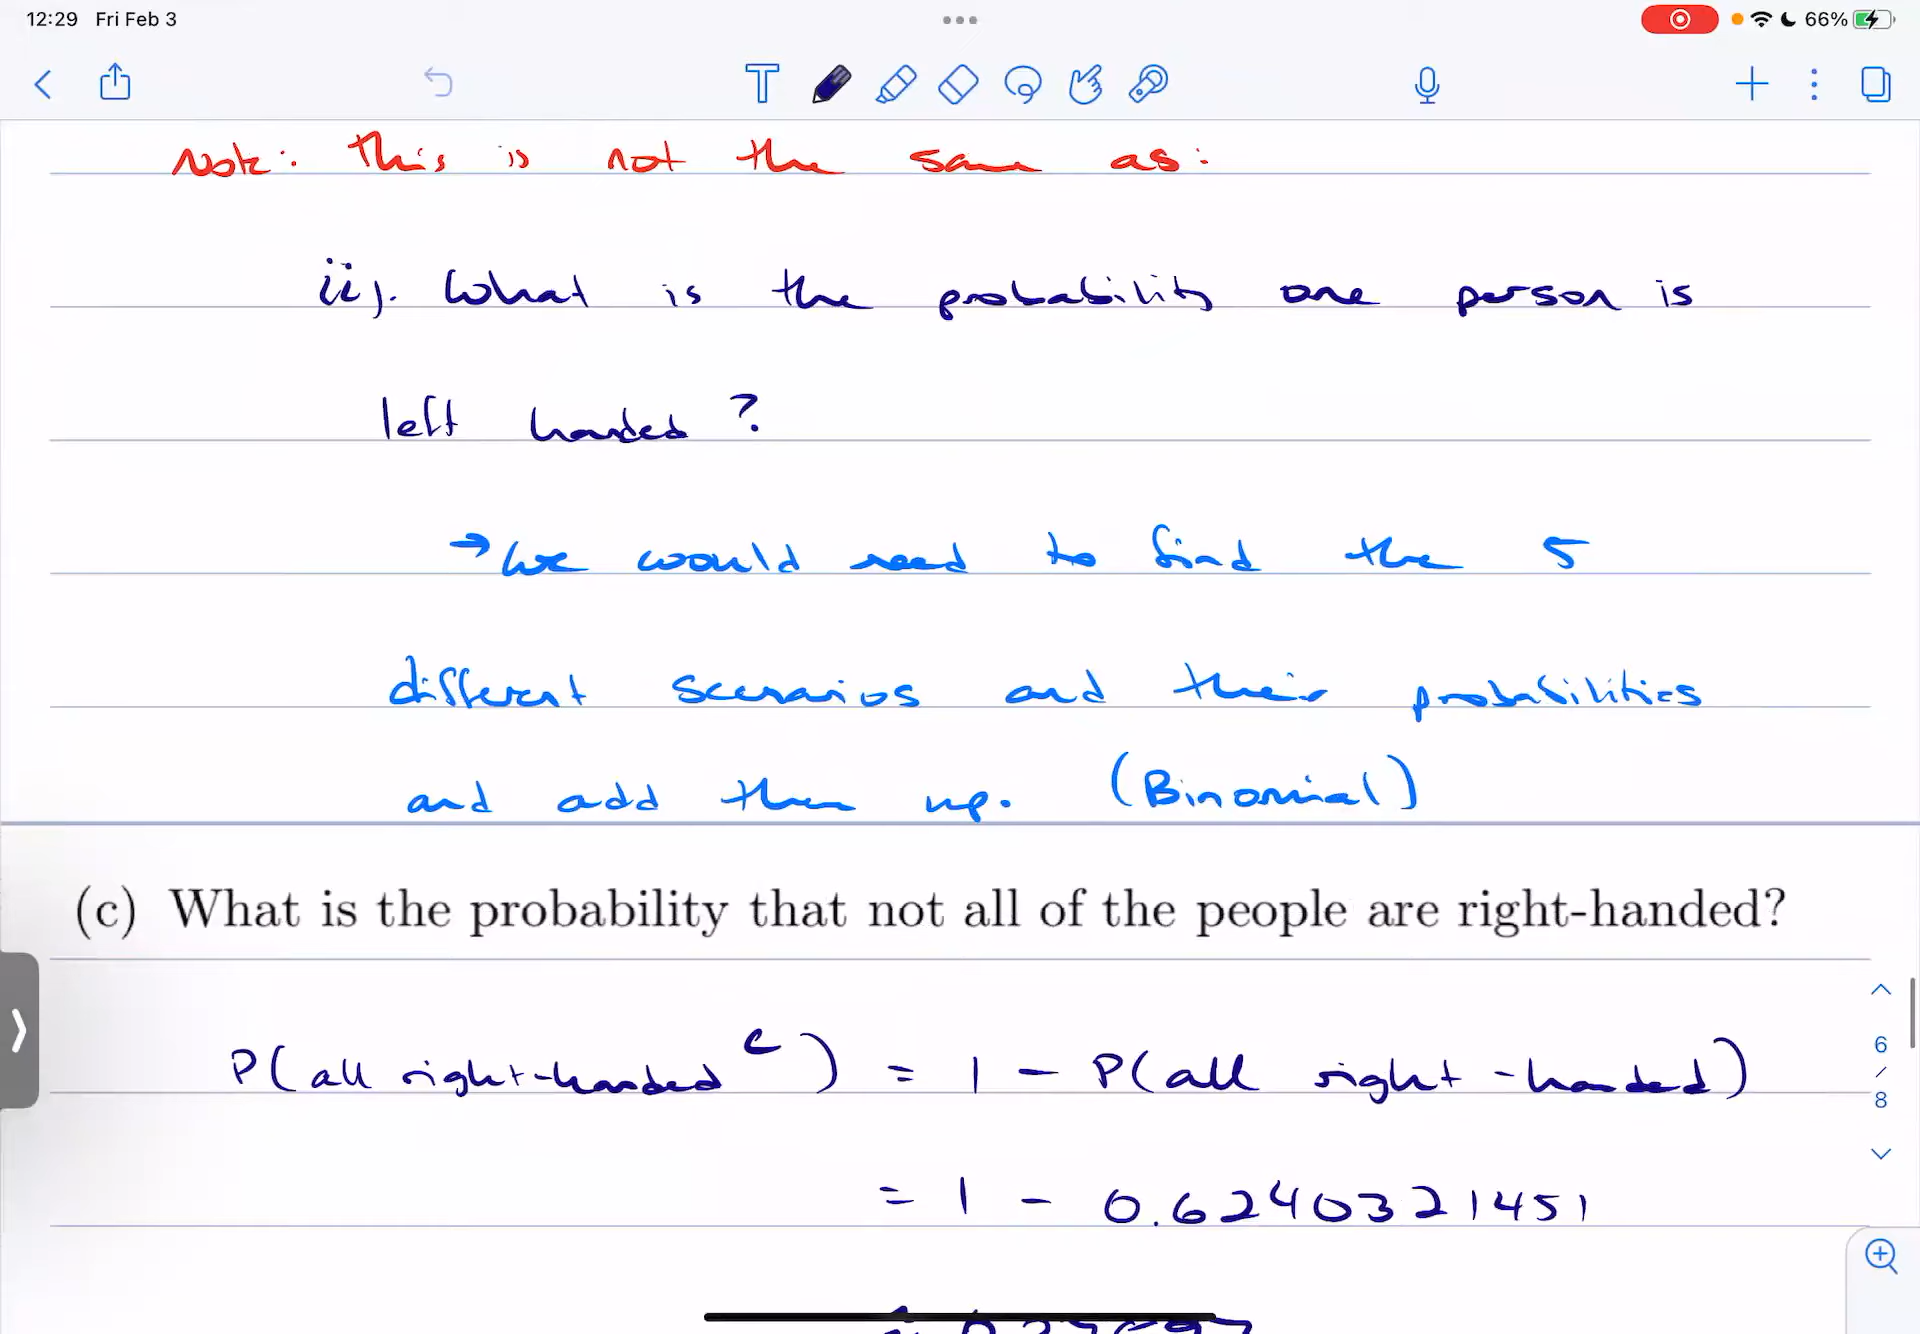 12:29 Fri Feb 3
66%
Note: this is not the same as:
ii). What is the probability one person is
left handed?
→ We would need to find the 5
different scenarios and their probabilities
and add them up. (Binomial)
(c) What is the probability that not all of the people are right-handed?
P(all right-handed^c) = 1 - P(all right-handed)
= 1 - 0.6240321451
6
/
8